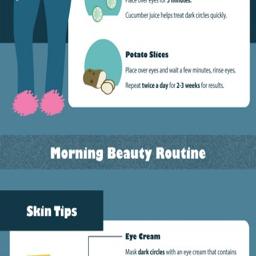 Place over eyes for 5 minutes.
Cucumber juice helps treat dark circles quickly.
Potato Slices
Place over eyes and wait a few minutes, rinse eyes.
Repeat twice a day for 2-3 weeks for results.
Morning Beauty Routine
Skin Tips
Eye Cream
Mask dark circles with an eye cream that contains